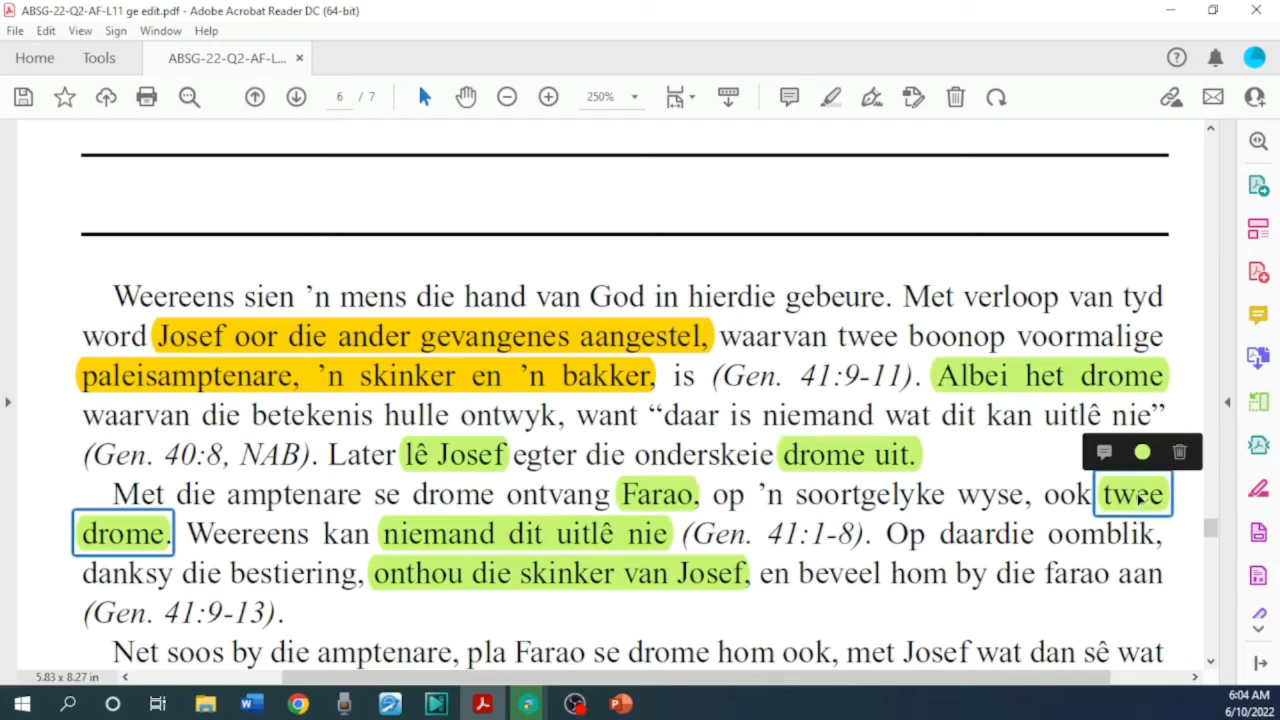 ABSG-22-Q2-AF-L11 ge edit.pdf - Adobe Acrobat Reader DC (64-bit)
File Edit View Sign Window Help
Home Tools ABSG-22-Q2-AF-L... ×
6 / 7 250%
Weereens sien ’n mens die hand van God in hierdie gebeure. Met verloop van tyd
word Josef oor die ander gevangenes aangestel, waarvan twee boonop voormalige
paleisamptenare, ’n skinker en ’n bakker, is (Gen. 41:9-11). Albei het drome
waarvan die betekenis hulle ontwyk, want “daar is niemand wat dit kan uitlê nie”
(Gen. 40:8, NAB). Later lê Josef egter die onderskeie drome uit.
Met die amptenare se drome ontvang Farao, op ’n soortgelyke wyse, ook twee
drome. Weereens kan niemand dit uitlê nie (Gen. 41:1-8). Op daardie oomblik,
danksy die bestiering, onthou die skinker van Josef, en beveel hom by die farao aan
(Gen. 41:9-13).
Net soos by die amptenare, pla Farao se drome hom ook, met Josef wat dan sê wat
5.83 x 8.27 in
6:04 AM
6/10/2022